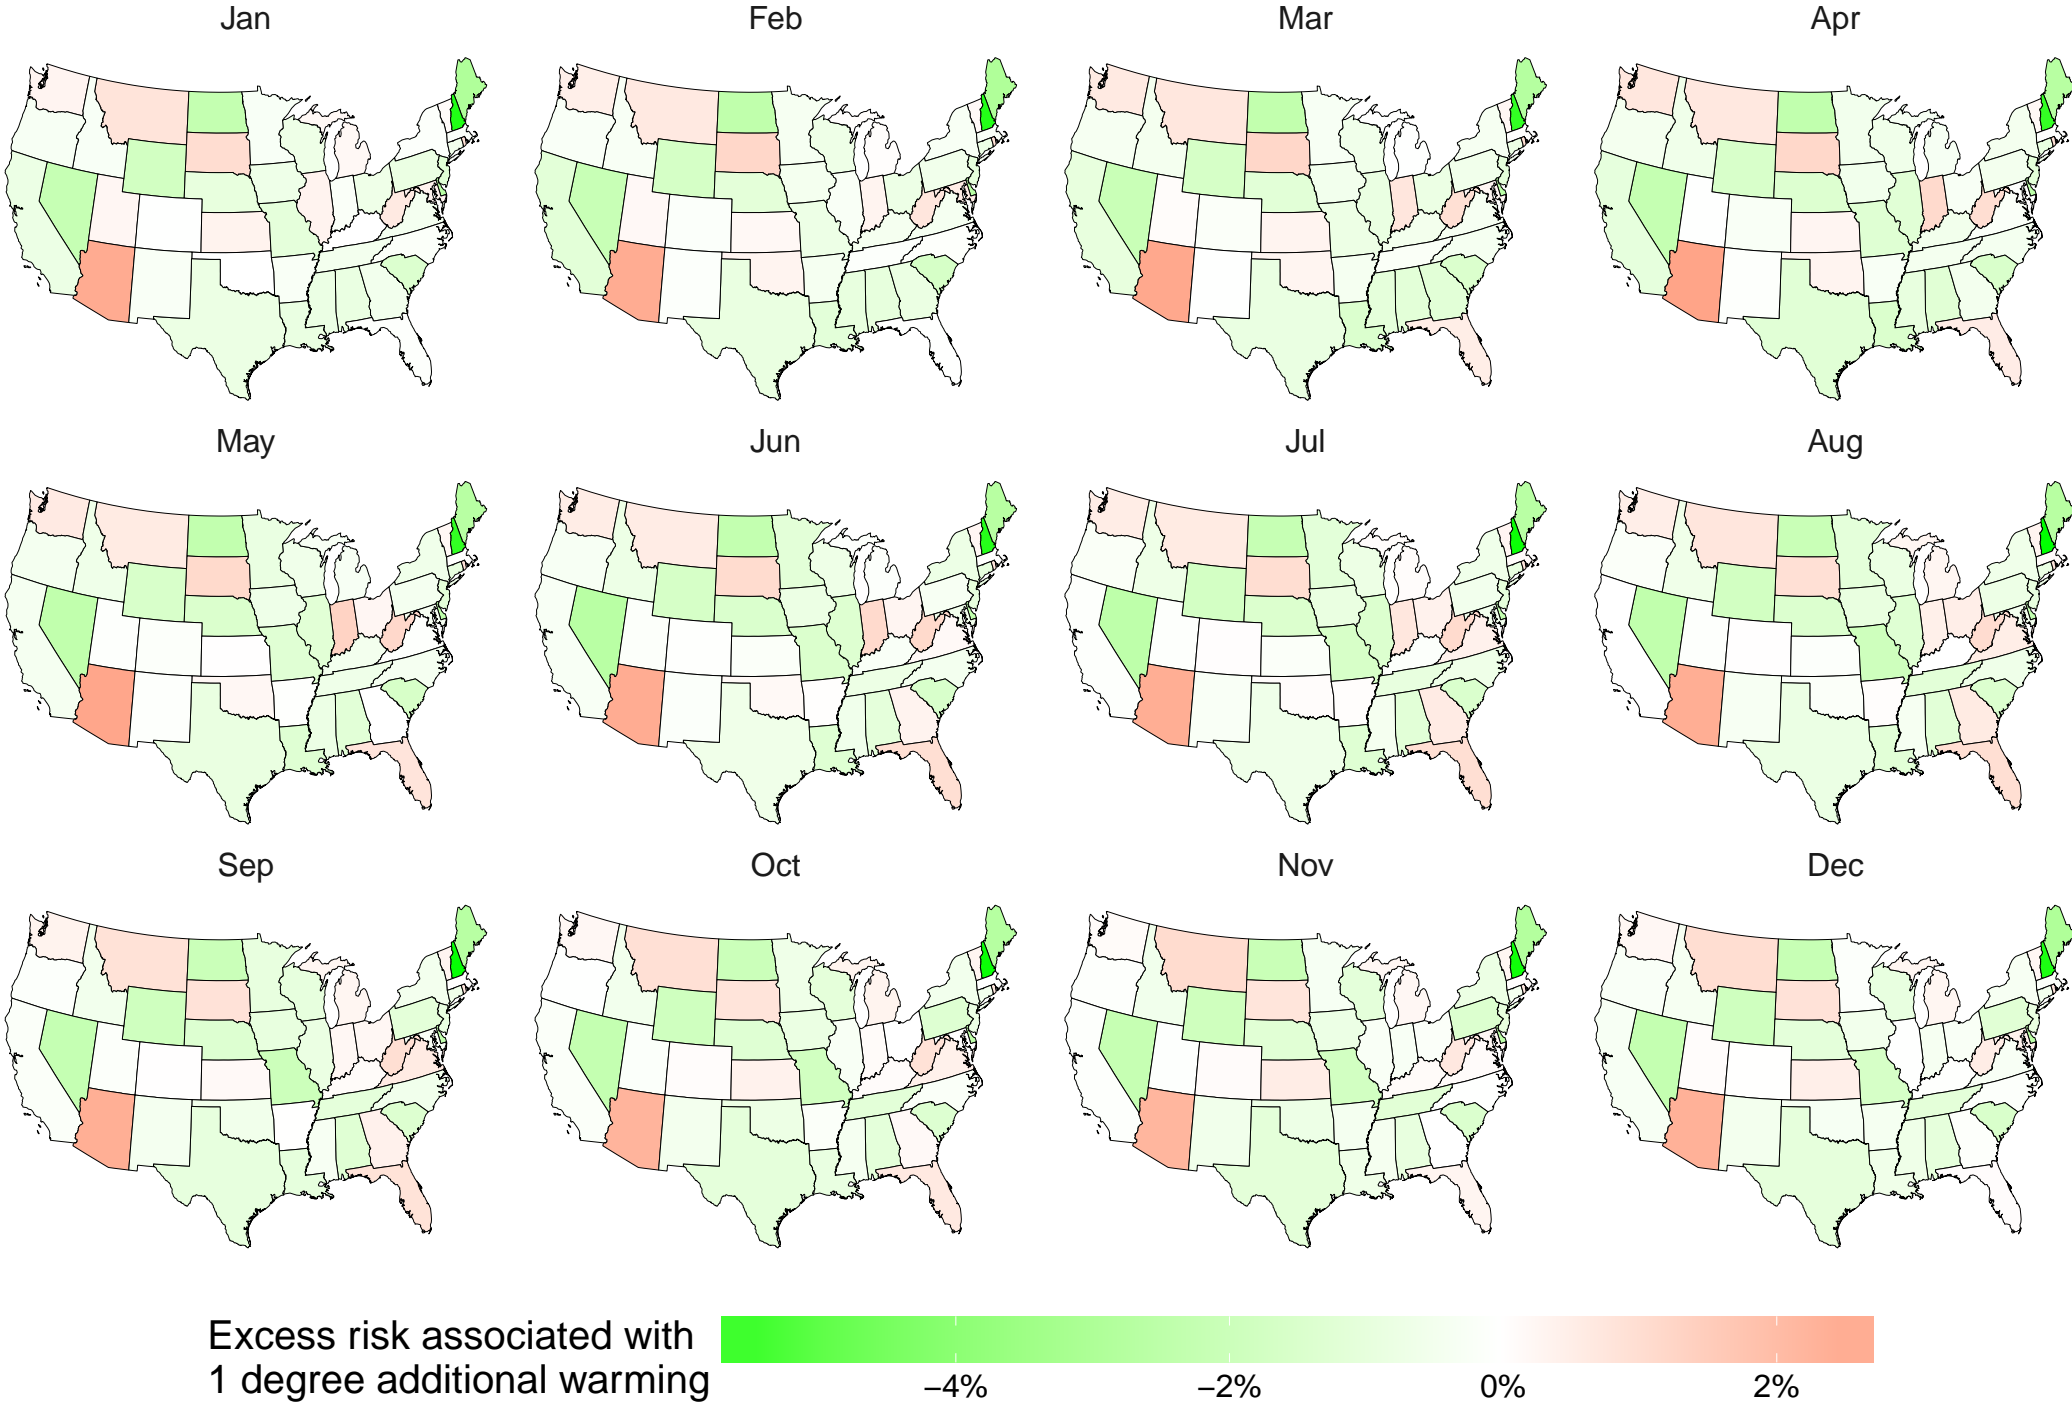 Jan
Feb
Mar
Apr
May
Jun
Jul
Aug
Sep
Oct
Nov
Dec
Excess risk associated with
1 degree additional warming
−4%
−2%
0%
2%